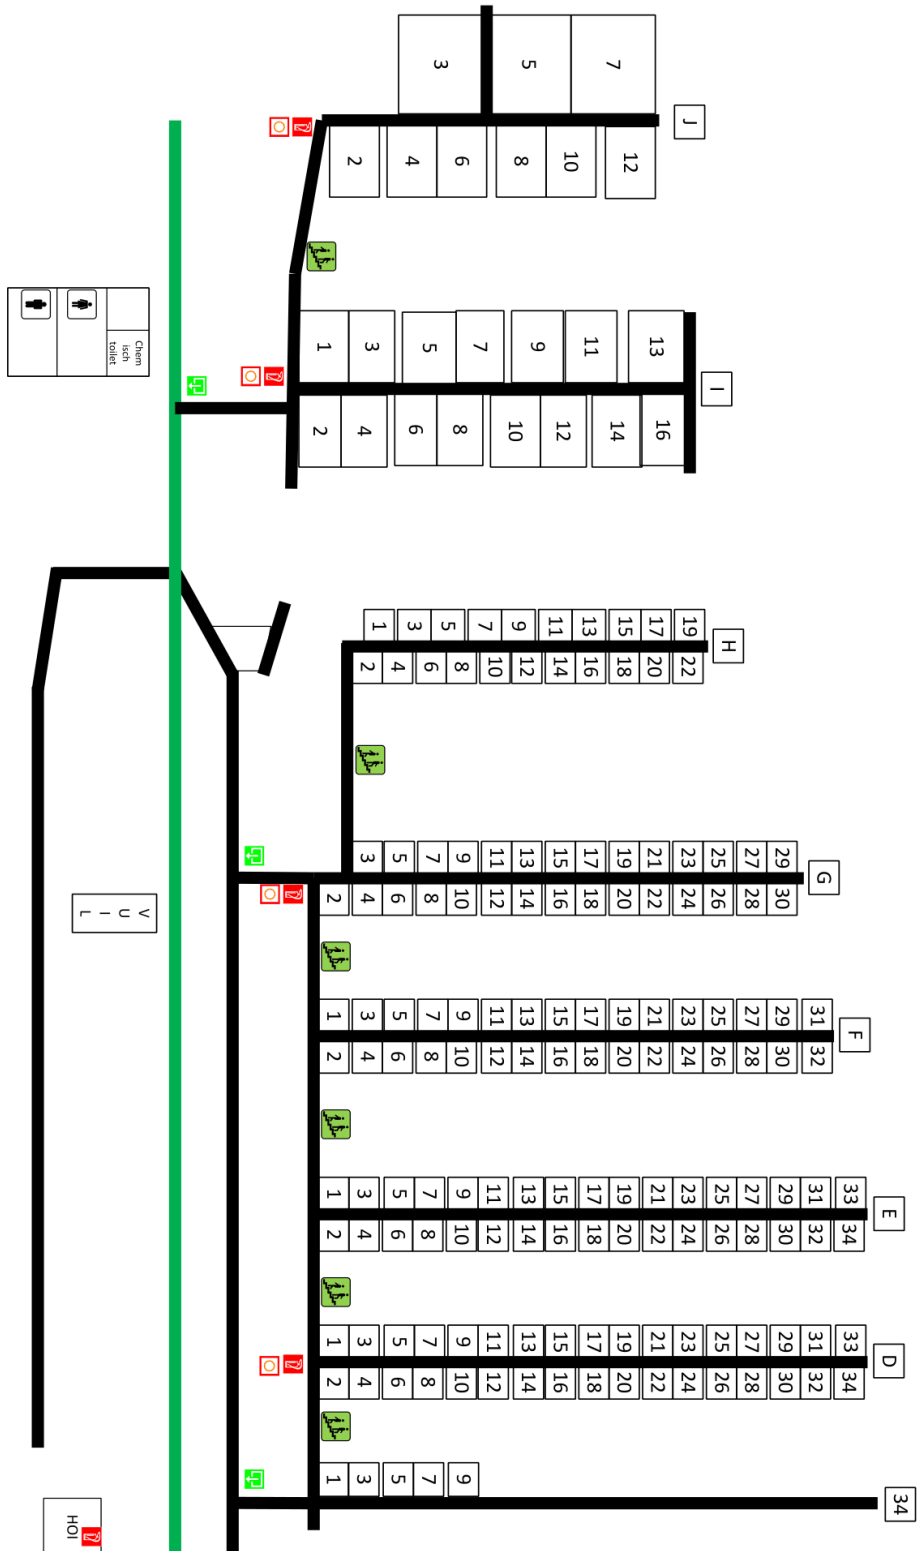 3 5 7
J
2 4 6 8 10 12
1 3 5 7 9 11 13
I
2 4 6 8 10 12 14 16
Chem
isch
toilet
1 3 5 7 9 11 13 15 17 19
H
2 4 6 8 10 12 14 16 18 20 22
3 5 7 9 11 13 15 17 19 21 23 25 27 29
G
2 4 6 8 10 12 14 16 18 20 22 24 26 28 30
V
U
I
L
1 3 5 7 9 11 13 15 17 19 21 23 25 27 29 31
F
2 4 6 8 10 12 14 16 18 20 22 24 26 28 30 32
1 3 5 7 9 11 13 15 17 19 21 23 25 27 29 31 33
E
2 4 6 8 10 12 14 16 18 20 22 24 26 28 30 32 34
1 3 5 7 9 11 13 15 17 19 21 23 25 27 29 31 33
D
2 4 6 8 10 12 14 16 18 20 22 24 26 28 30 32 34
1 3 5 7 9
34
HOI